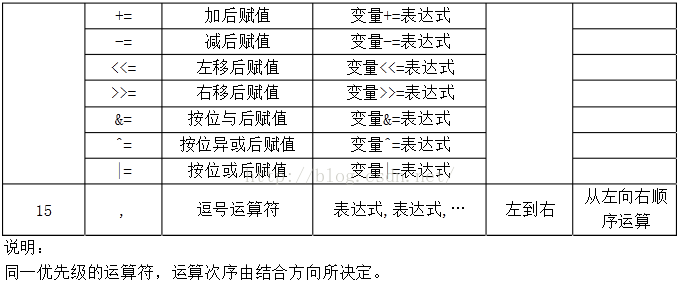 += 加后赋值 变量+=表达式
-= 减后赋值 变量-=表达式
<<= 左移后赋值 变量<<=表达式
>>= 右移后赋值 变量>>=表达式
&= 按位与后赋值 变量&=表达式
^= 按位异或后赋值 变量^=表达式
|= 按位或后赋值 变量|=表达式
15 , 逗号运算符 表达式,表达式,… 左到右 从左向右顺序运算
说明：
同一优先级的运算符，运算次序由结合方向所决定。